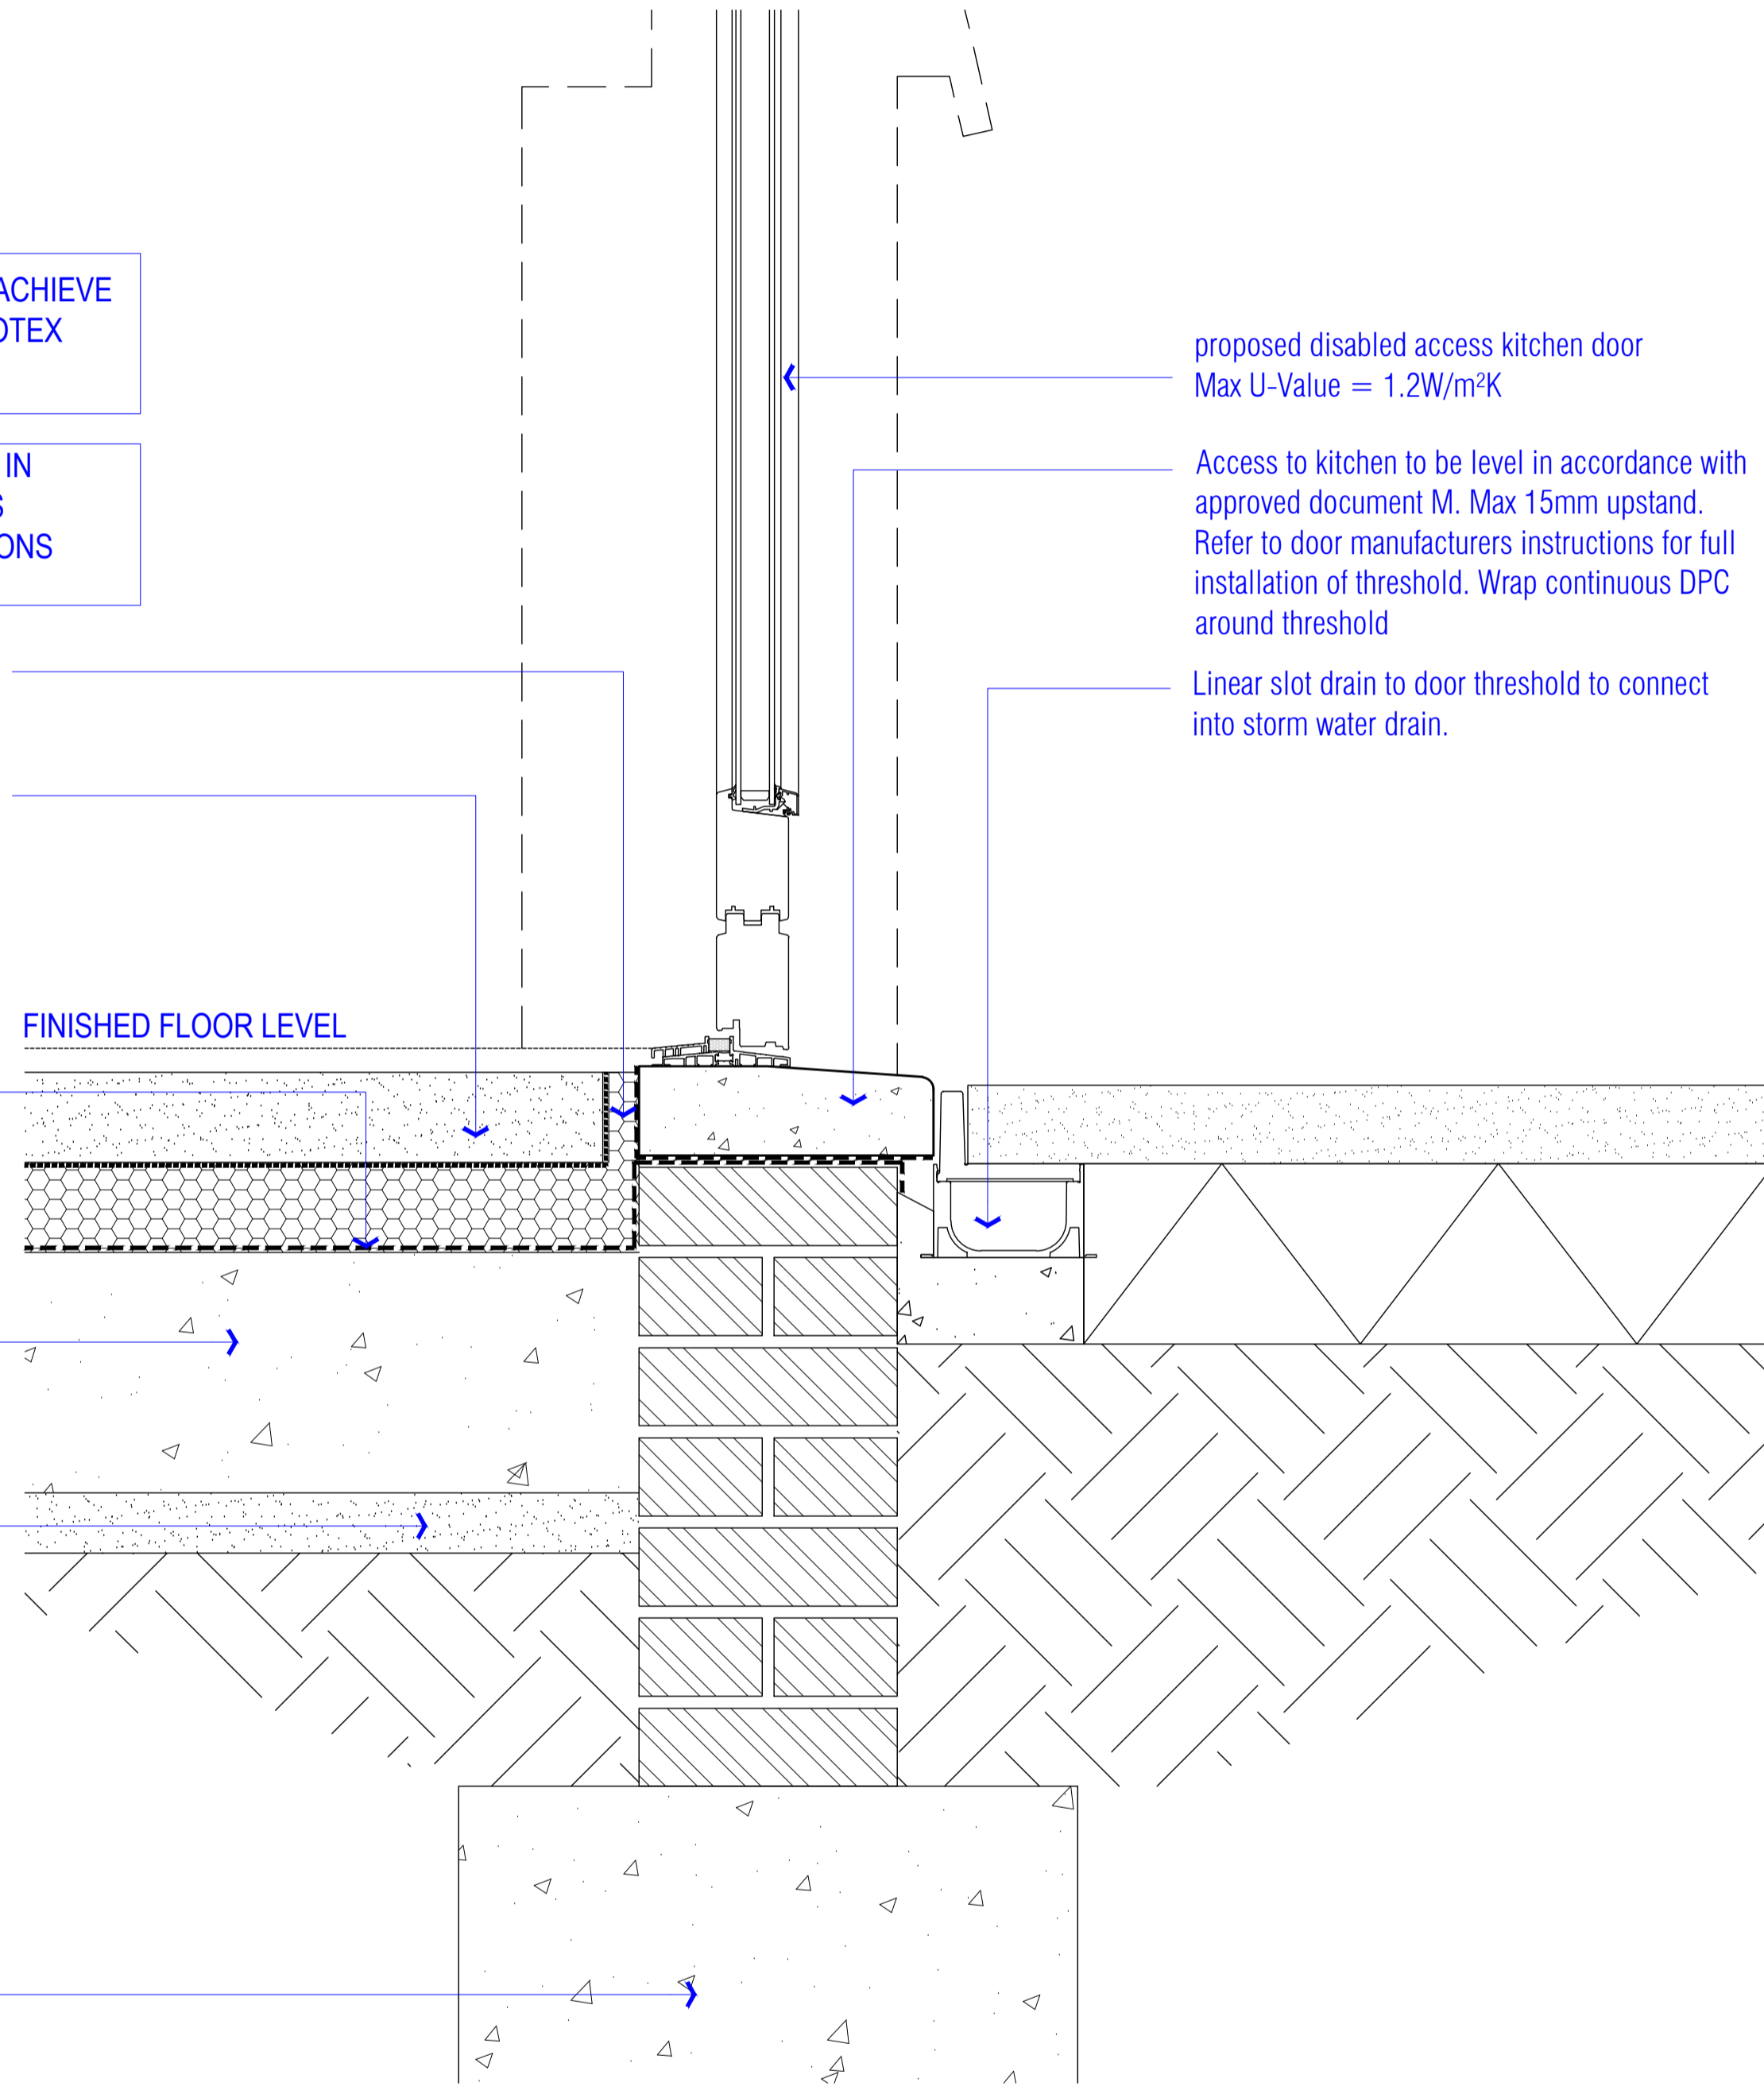 ACHIEVE
IN
FINISHED FLOOR LEVEL
proposed disabled access kitchen door
Max U-Value = 1.2W/m²K
Access to kitchen to be level in accordance with
approved document M. Max 15mm upstand.
Refer to door manufacturers instructions for full
installation of threshold. Wrap continuous DPC
around threshold
Linear slot drain to door threshold to connect
into storm water drain.